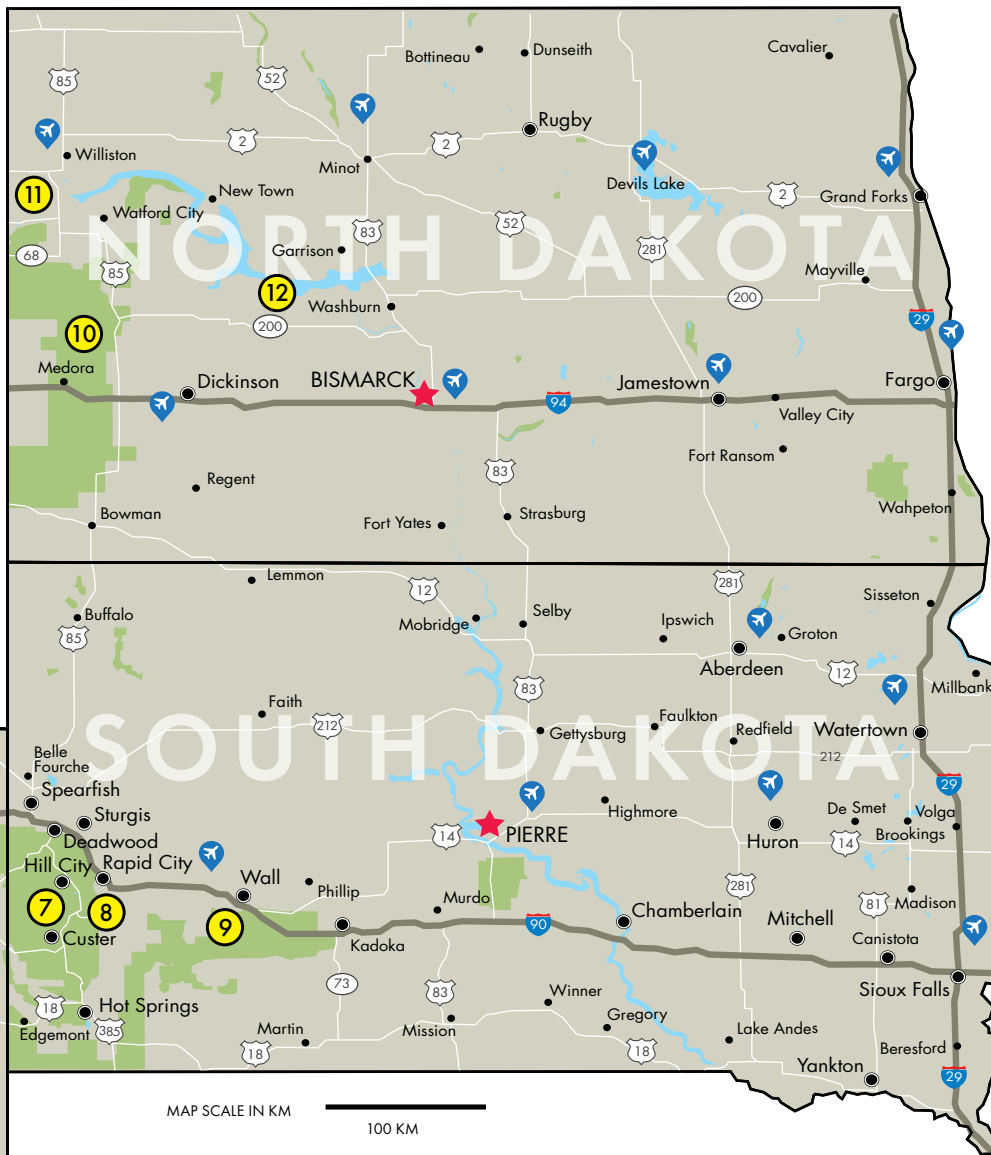 Cavalier
Bottineau
Dunseith
85
52
Rugby
2
2
Williston
Minot
Devils Lake
2
Grand Forks
11
New Town
Watford City
83
52
NORTH DAKOTA
68
85
Garrison
281
Mayville
12
Washburn
200
200
29
10
Medora
Dickinson
BISMARCK
94
Jamestown
Fargo
Valley City
83
Fort Ransom
Regent
Wahpeton
Bowman
Fort Yates
Strasburg
Lemmon
12
281
Sisseton
Buffalo
85
Mobridge
Selby
Ipswich
Groton
Aberdeen
12
Millbank
83
Faith
212
SOUTH DAKOTA
Gettysburg
Faulkton
Redfield
Watertown
212
Belle
Fourche
Spearfish
29
Sturgis
Deadwood
14
PIERRE
Highmore
Huron
De Smet
Volga
Brookings
14
Hill City
Rapid City
Wall
Phillip
281
81
Madison
7
8
9
Murdo
90
Chamberlain
Mitchell
Custer
Kadoka
Canistota
73
83
Sioux Falls
18
Hot Springs
Winner
Edgemont
385
Martin
Mission
Gregory
Lake Andes
18
18
Beresford
Yankton
29
MAP SCALE IN KM
100 KM